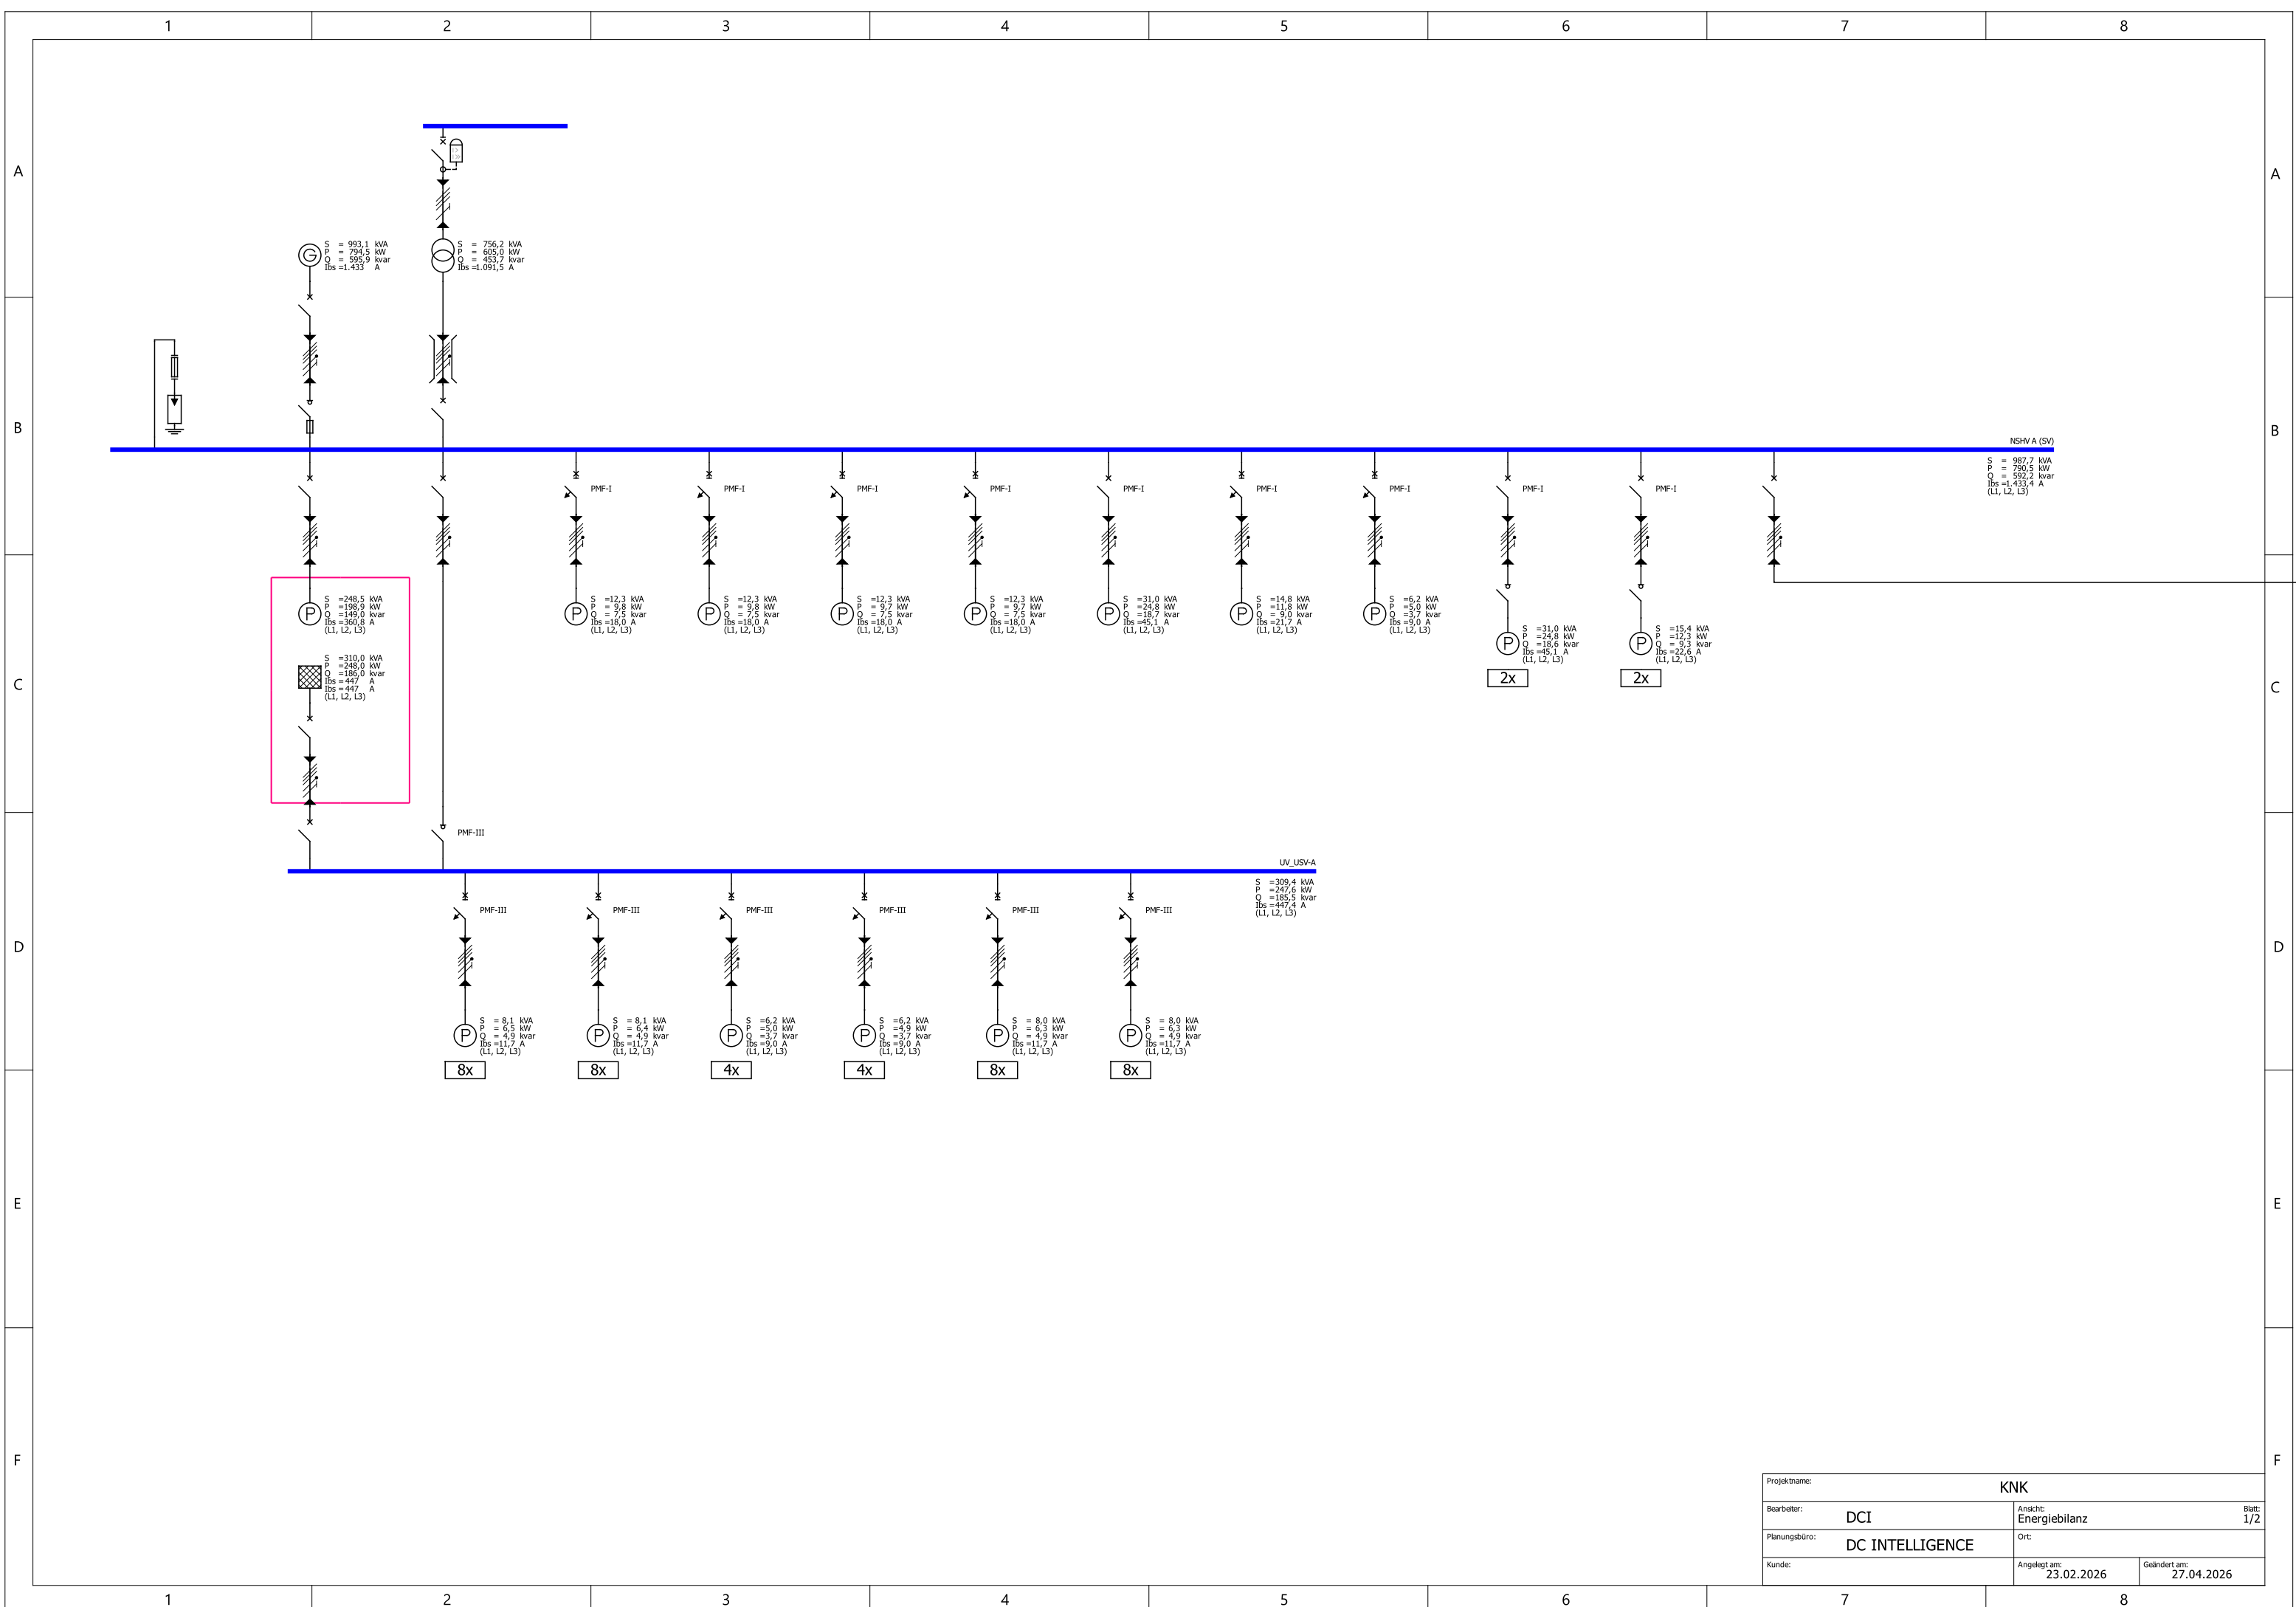 1 2 3 4 5 6 7 8
A A
S = 993,1 kVA
P = 794,5 kW
Q = 595,9 kvar
Ibs =1.433 A
G
S = 756,2 kVA
P = 605,0 kW
Q = 453,7 kvar
Ibs =1.091,5 A
B B
NSHV A (SV)
S = 987,7 kVA
P = 790,5 kW
Q = 592,2 kvar
Ibs =1.433,4 A
(L1, L2, L3)
PMF-I
PMF-I
PMF-I
PMF-I
PMF-I
PMF-I
PMF-I
PMF-I
PMF-I
P
S =248,5 kVA
P =198,9 kW
Q =149,0 kvar
Ibs =360,8 A
(L1, L2, L3)
P
S =12,3 kVA
P = 9,8 kW
Q = 7,5 kvar
Ibs =18,0 A
(L1, L2, L3)
P
S =12,3 kVA
P = 9,8 kW
Q = 7,5 kvar
Ibs =18,0 A
(L1, L2, L3)
P
S =12,3 kVA
P = 9,7 kW
Q = 7,5 kvar
Ibs =18,0 A
(L1, L2, L3)
P
S =12,3 kVA
P = 9,7 kW
Q = 7,5 kvar
Ibs =18,0 A
(L1, L2, L3)
P
S =31,0 kVA
P =24,8 kW
Q =18,7 kvar
Ibs =45,1 A
(L1, L2, L3)
P
S =14,8 kVA
P =11,8 kW
Q = 9,0 kvar
Ibs =21,7 A
(L1, L2, L3)
P
S =6,2 kVA
P =5,0 kW
Q =3,7 kvar
Ibs =9,0 A
(L1, L2, L3)
P
S =31,0 kVA
P =24,8 kW
Q =18,6 kvar
Ibs =45,1 A
(L1, L2, L3)
2x
P
S =15,4 kVA
P =12,3 kW
Q = 9,3 kvar
Ibs =22,6 A
(L1, L2, L3)
2x
C C
S =310,0 kVA
P =248,0 kW
Q =186,0 kvar
Ibs =447 A
Ibs =447 A
(L1, L2, L3)
PMF-III
UV_USV-A
S =309,4 kVA
P =247,6 kW
Q =185,5 kvar
Ibs =447,4 A
(L1, L2, L3)
PMF-III
PMF-III
PMF-III
PMF-III
PMF-III
PMF-III
D D
P
S = 8,1 kVA
P = 6,5 kW
Q = 4,9 kvar
Ibs =11,7 A
(L1, L2, L3)
8x
P
S = 8,1 kVA
P = 6,4 kW
Q = 4,9 kvar
Ibs =11,7 A
(L1, L2, L3)
8x
P
S =6,2 kVA
P =5,0 kW
Q =3,7 kvar
Ibs =9,0 A
(L1, L2, L3)
4x
P
S =6,2 kVA
P =4,9 kW
Q =3,7 kvar
Ibs =9,0 A
(L1, L2, L3)
4x
P
S = 8,0 kVA
P = 6,3 kW
Q = 4,9 kvar
Ibs =11,7 A
(L1, L2, L3)
8x
P
S = 8,0 kVA
P = 6,3 kW
Q = 4,9 kvar
Ibs =11,7 A
(L1, L2, L3)
8x
E E
F F
Projektname: KNK
Bearbeiter: DCI
Ansicht: Energiebilanz
Blatt: 1/2
Planungsbüro: DC INTELLIGENCE
Ort:
Kunde:
Angelegt am: 23.02.2026
Geändert am: 27.04.2026
1 2 3 4 5 6 7 8